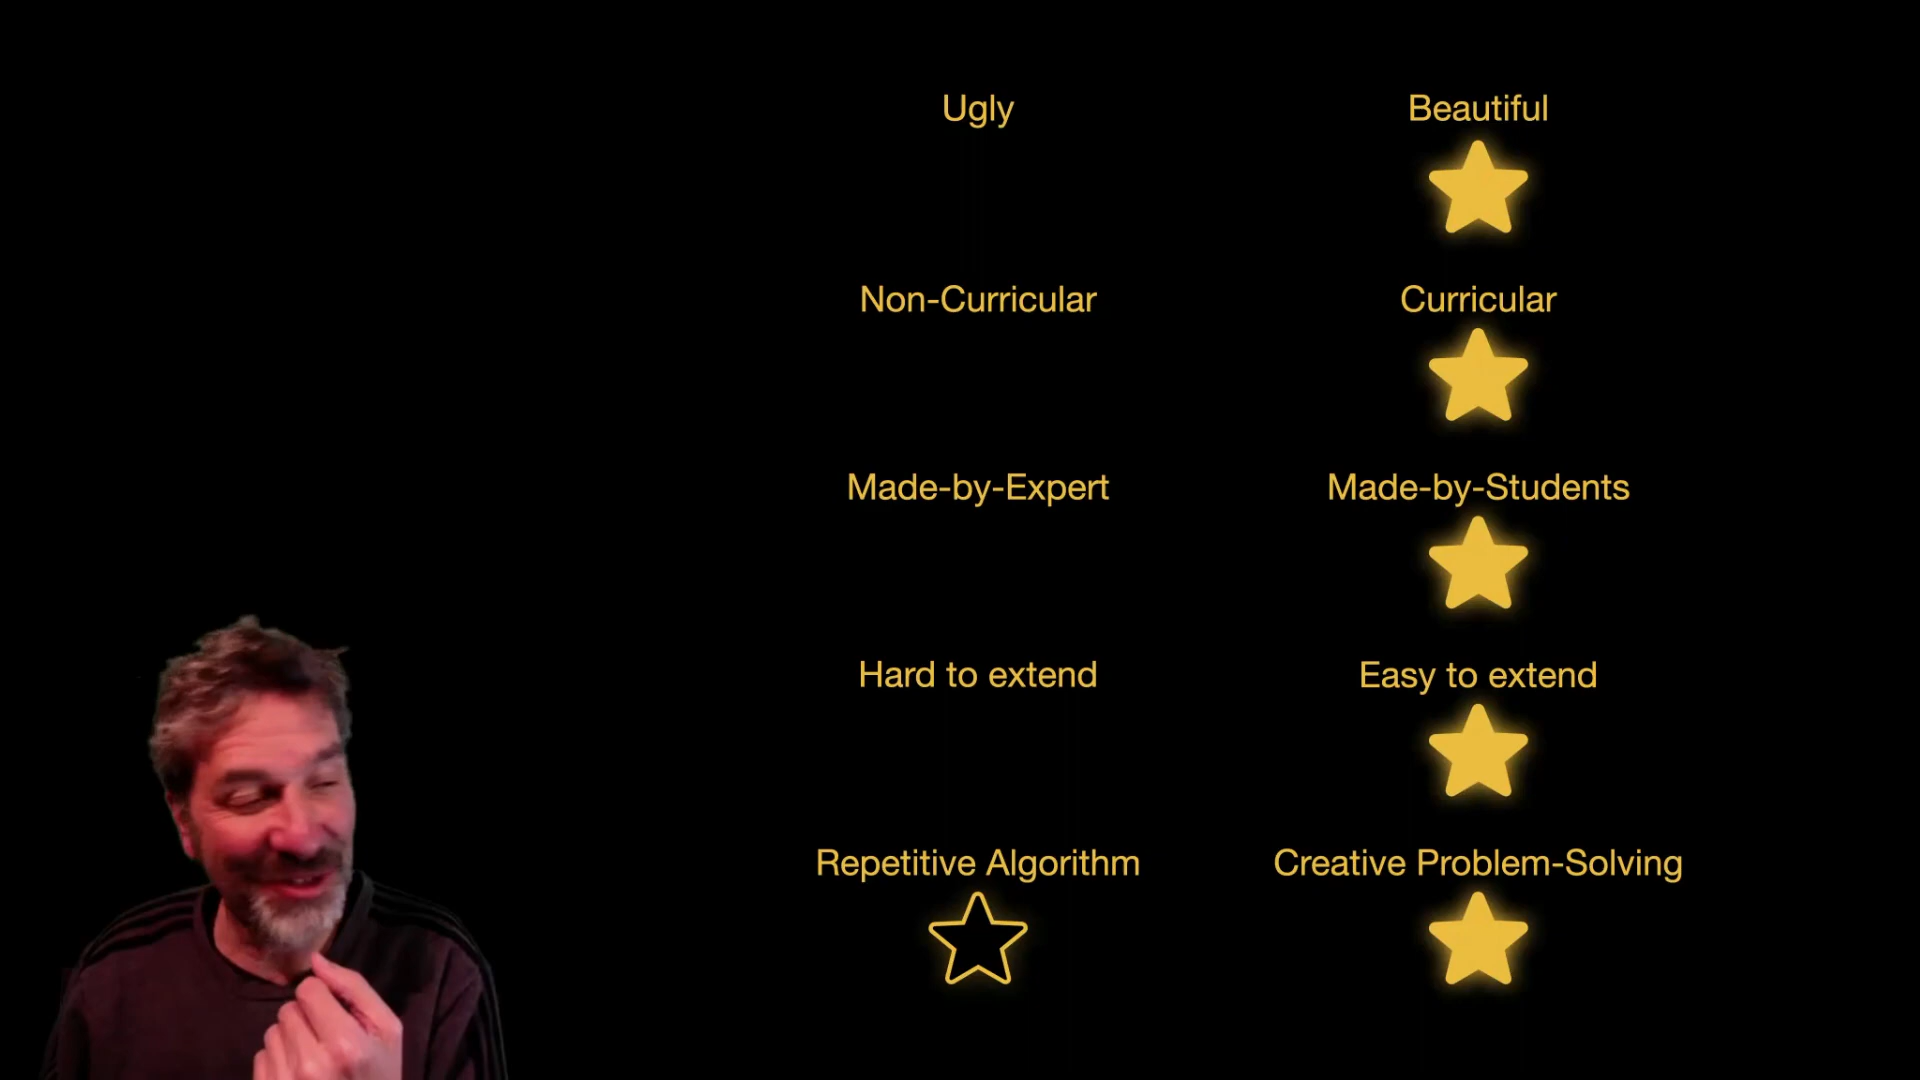 Ugly
Beautiful
Non-Curricular
Curricular
Made-by-Expert
Made-by-Students
Hard to extend
Easy to extend
Repetitive Algorithm
Creative Problem-Solving